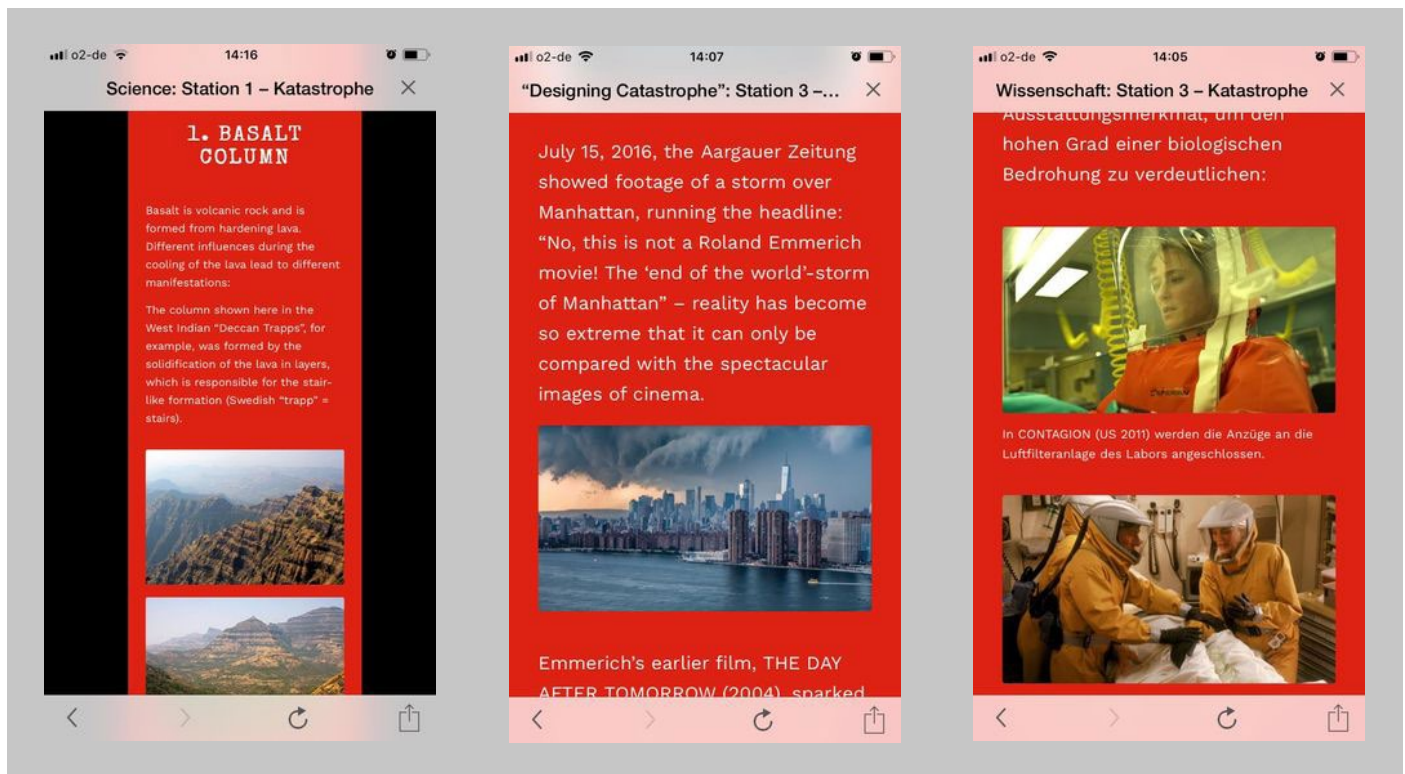 o2-de 14:16
Science: Station 1 – Katastrophe
1. BASALT
COLUMN
Basalt is volcanic rock and is
formed from hardening lava.
Different influences during the
cooling of the lava lead to different
manifestations:
The column shown here in the
West Indian “Deccan Trapps”, for
example, was formed by the
solidification of the lava in layers,
which is responsible for the stair-
like formation (Swedish “trapp” =
stairs).
o2-de 14:07
“Designing Catastrophe”: Station 3 –...
July 15, 2016, the Aargauer Zeitung
showed footage of a storm over
Manhattan, running the headline:
“No, this is not a Roland Emmerich
movie! The ‘end of the world’-storm
of Manhattan” – reality has become
so extreme that it can only be
compared with the spectacular
images of cinema.
Emmerich’s earlier film, THE DAY
AFTER TOMORROW (2004), sparked
o2-de 14:05
Wissenschaft: Station 3 – Katastrophe
Ausstattungsmerkmal, um den
hohen Grad einer biologischen
Bedrohung zu verdeutlichen:
In CONTAGION (US 2011) werden die Anzüge an die
Luftfilteranlage des Labors angeschlossen.